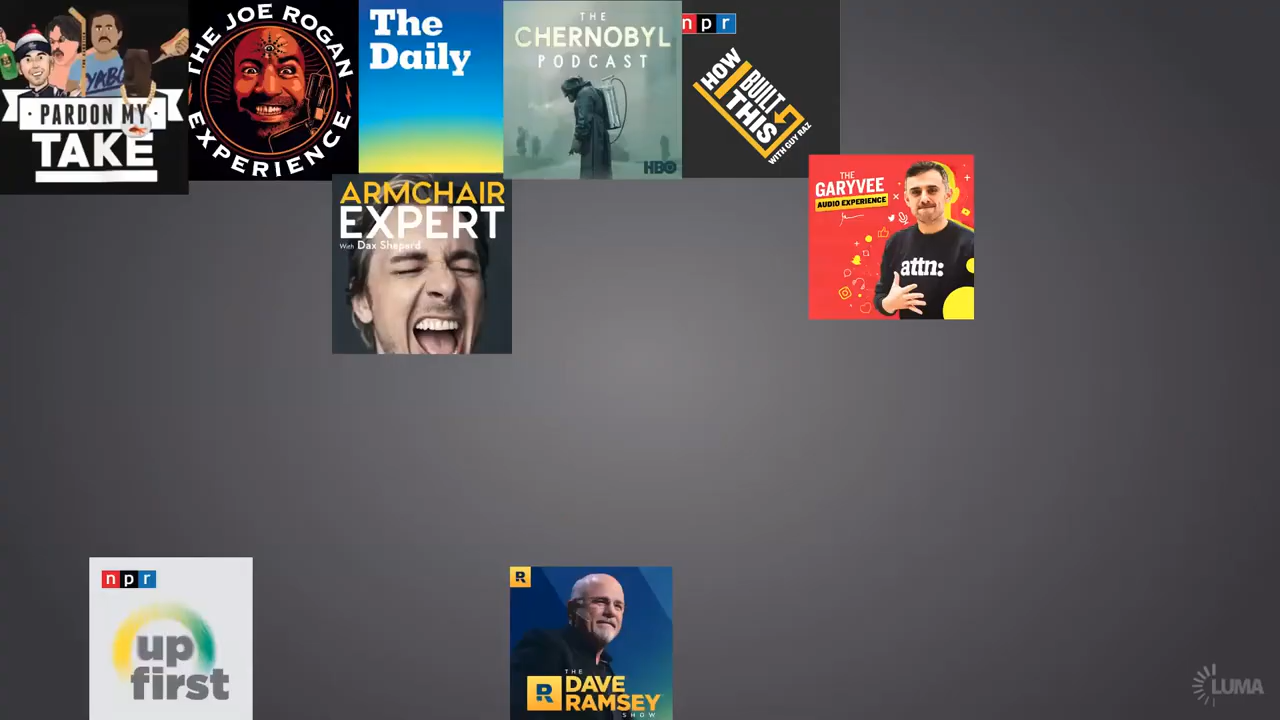 PARDON MY
TAKE
THE JOE ROGAN
EXPERIENCE
The
Daily
THE
CHERNOBYL
PODCAST
HBO
npr
HOW
I BUILT
THIS
WITH GUY RAZ
ARMCHAIR
EXPERT
With Dax Sheperd
THE
GARYVEE
AUDIO EXPERIENCE
attn:
npr
up
first
R
THE
R DAVE
RAMSEY
SHOW
LUMA